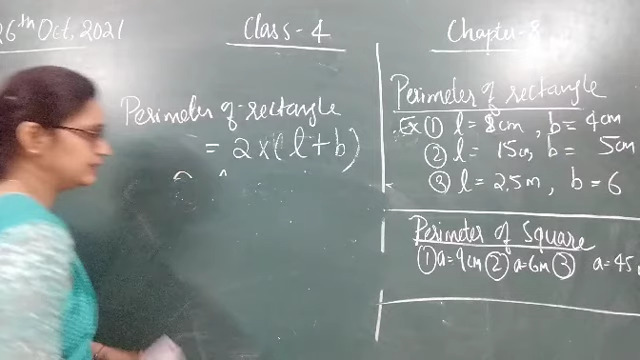 26th Oct, 2021
Class - 4
Chapter - 8
Perimeter of rectangle
= 2 × ( l + b )
Perimeter of rectangle
Ex ① l = 8cm , b = 4cm
② l = 15cm, b = 5cm
③ l = 2.5m , b = 6
Perimeter of Square
① a = 9cm ② a = 6m ③ a = 45